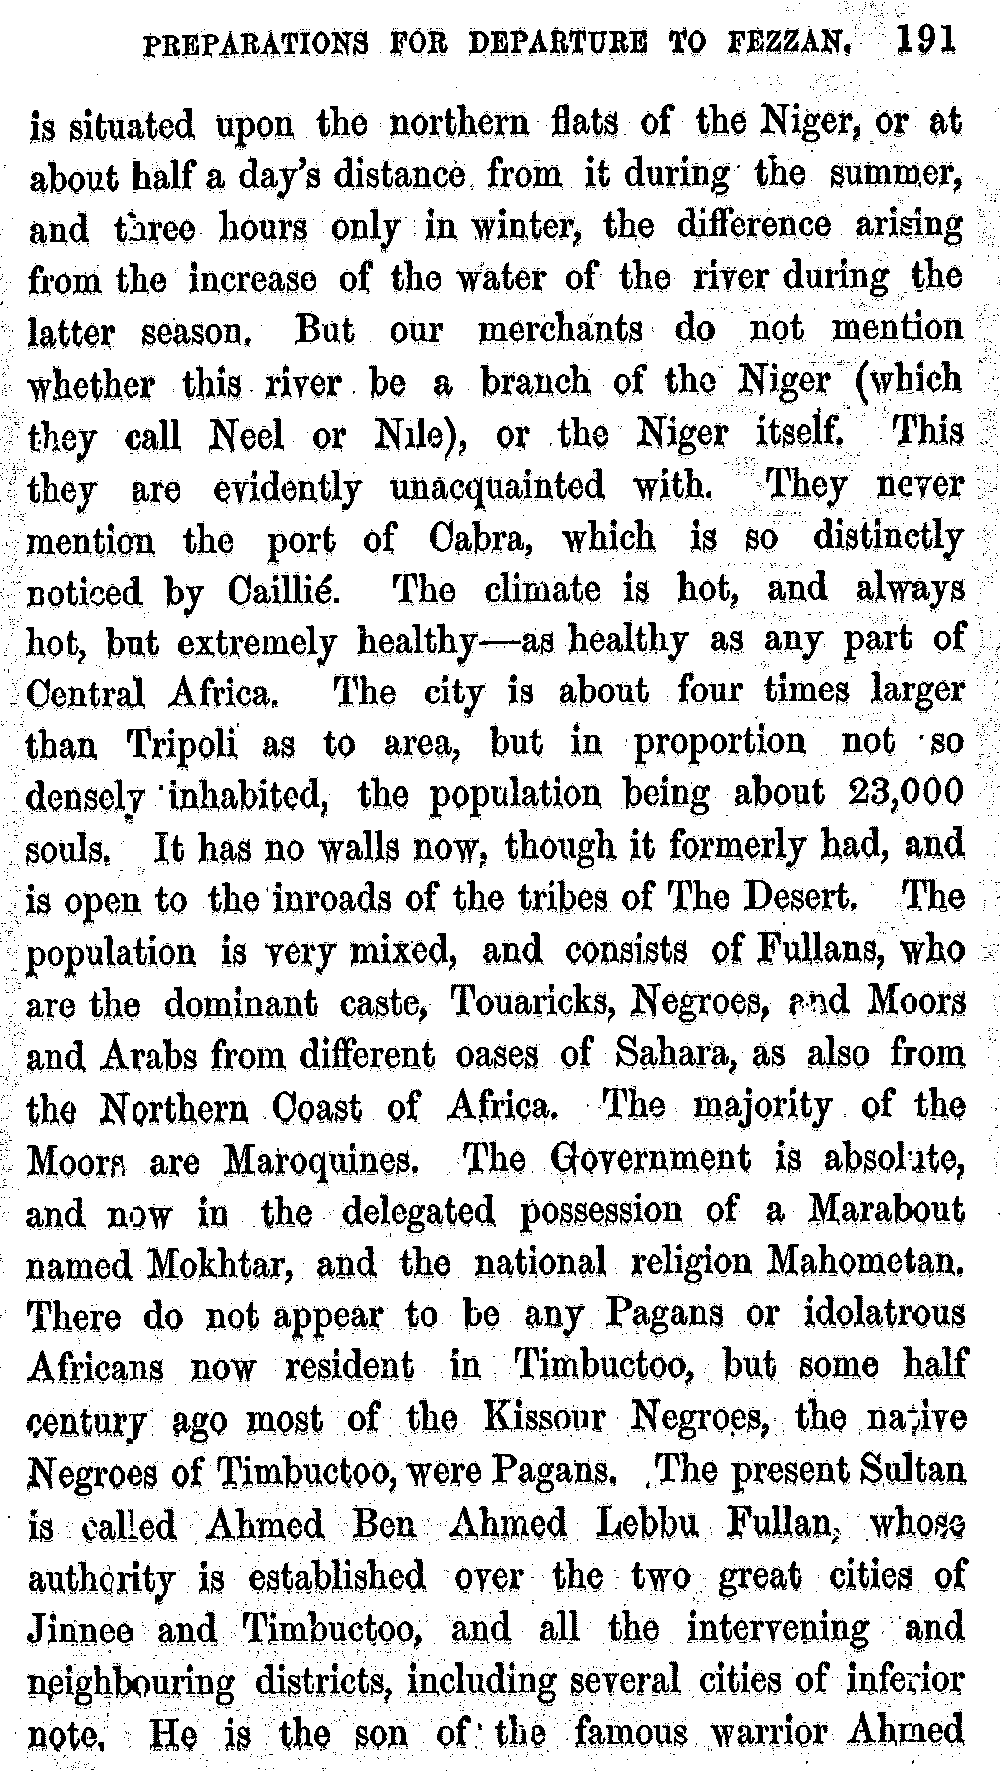 PREPARATIONS FOR DEPARTURE TO FEZZAN. 191
is situated upon the northern flats of the Niger, or at
about half a day's distance from it during the summer,
and three hours only in winter, the difference arising
from the increase of the water of the river during the
latter season. But our merchants do not mention
whether this river be a branch of the Niger (which
they call Neel or Nile), or the Niger itself. This
they are evidently unacquainted with. They never
mention the port of Cabra, which is so distinctly
noticed by Caillié. The climate is hot, and always
hot, but extremely healthy—as healthy as any part of
Central Africa. The city is about four times larger
than Tripoli as to area, but in proportion not so
densely inhabited, the population being about 23,000
souls. It has no walls now, though it formerly had, and
is open to the inroads of the tribes of The Desert. The
population is very mixed, and consists of Fullans, who
are the dominant caste, Touaricks, Negroes, and Moors
and Arabs from different oases of Sahara, as also from
the Northern Coast of Africa. The majority of the
Moors are Maroquines. The Government is absolute,
and now in the delegated possession of a Marabout
named Mokhtar, and the national religion Mahometan.
There do not appear to be any Pagans or idolatrous
Africans now resident in Timbuctoo, but some half
century ago most of the Kissour Negroes, the native
Negroes of Timbuctoo, were Pagans. The present Sultan
is called Ahmed Ben Ahmed Lebbu Fullan, whose
authority is established over the two great cities of
Jinnee and Timbuctoo, and all the intervening and
neighbouring districts, including several cities of inferior
note. He is the son of the famous warrior Ahmed